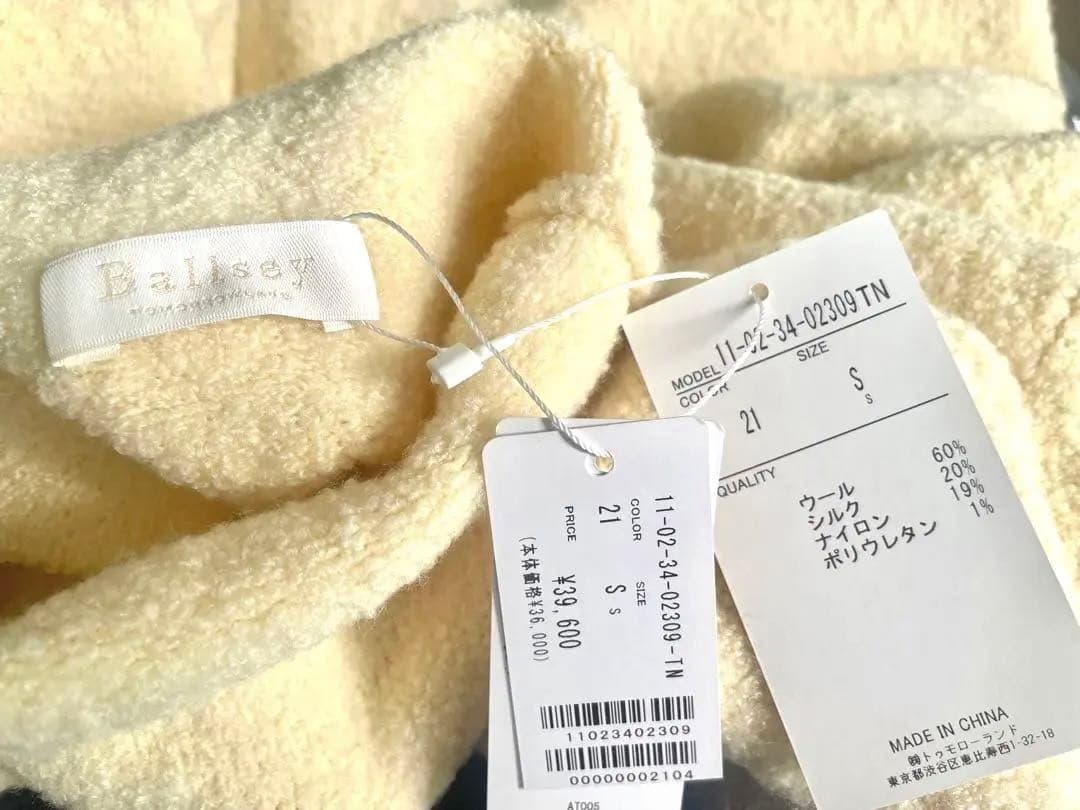 Ballsey
MODEL 11-02-34-02309TN
COLOR SIZE
21 S
S
QUALITY
ウール 60%
シルク 20%
ナイロン 19%
ポリウレタン 1%
MADE IN CHINA
㈱トゥモローランド
東京都渋谷区恵比寿西1-32-18
11-02-34-02309-TN
COLOR SIZE
21 S S
PRICE ¥39,600
(本体価格¥36,000)
11023402309
00000002104
AT005